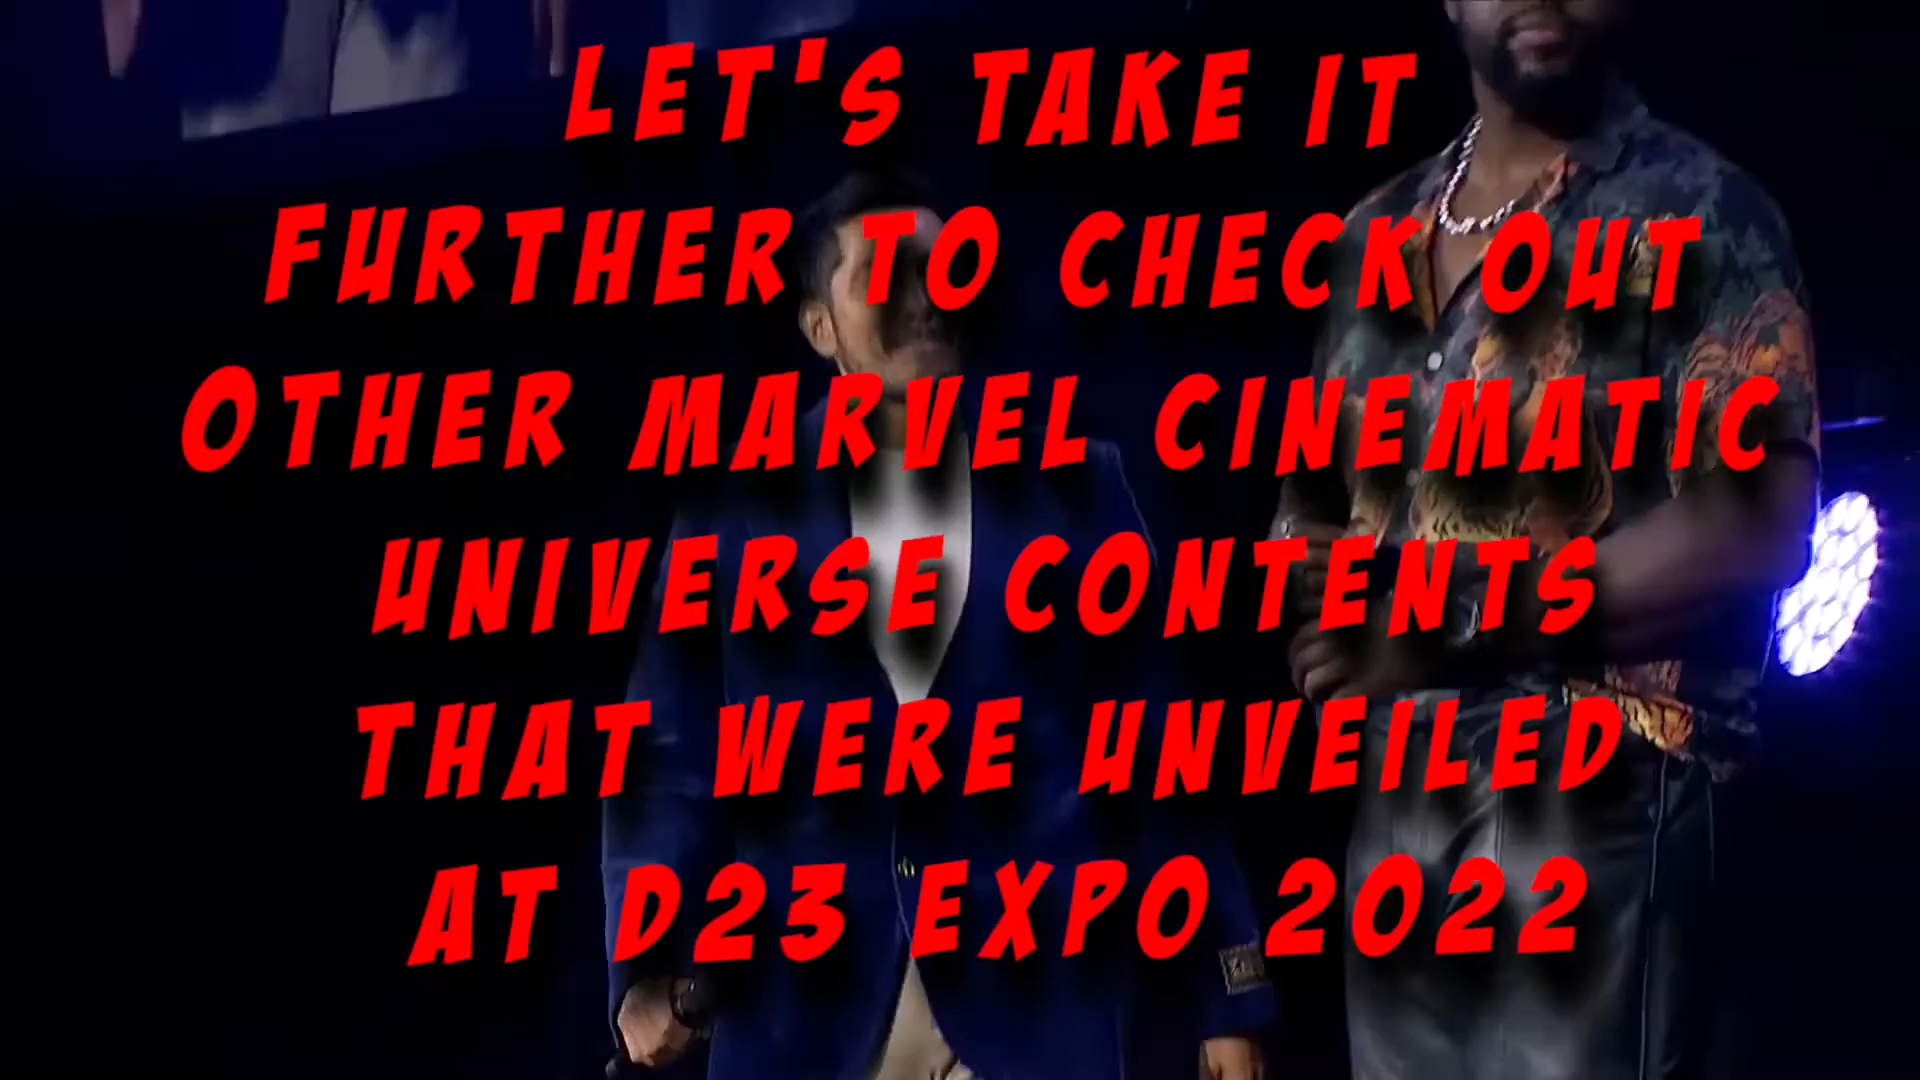 LET'S TAKE IT
FURTHER TO CHECK OUT
OTHER MARVEL CINEMATIC
UNIVERSE CONTENTS
THAT WERE UNVEILED
AT D23 EXPO 2022